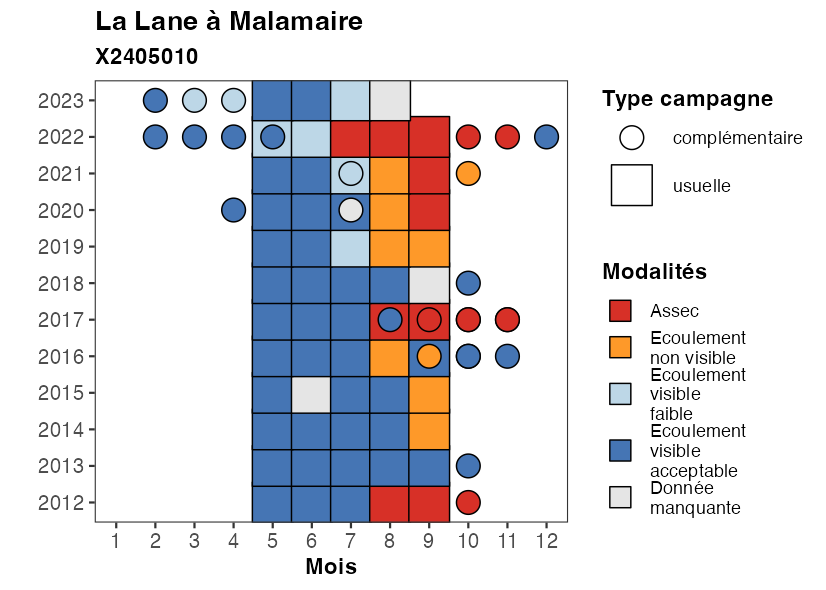 La Lane à Malamaire
X2405010
2023
2022
2021
2020
2019
2018
2017
2016
2015
2014
2013
2012
1 2 3 4 5 6 7 8 9 10 11 12
Mois
Type campagne
complémentaire
usuelle
Modalités
Assec
Ecoulement
non visible
Ecoulement
visible
faible
Ecoulement
visible
acceptable
Donnée
manquante